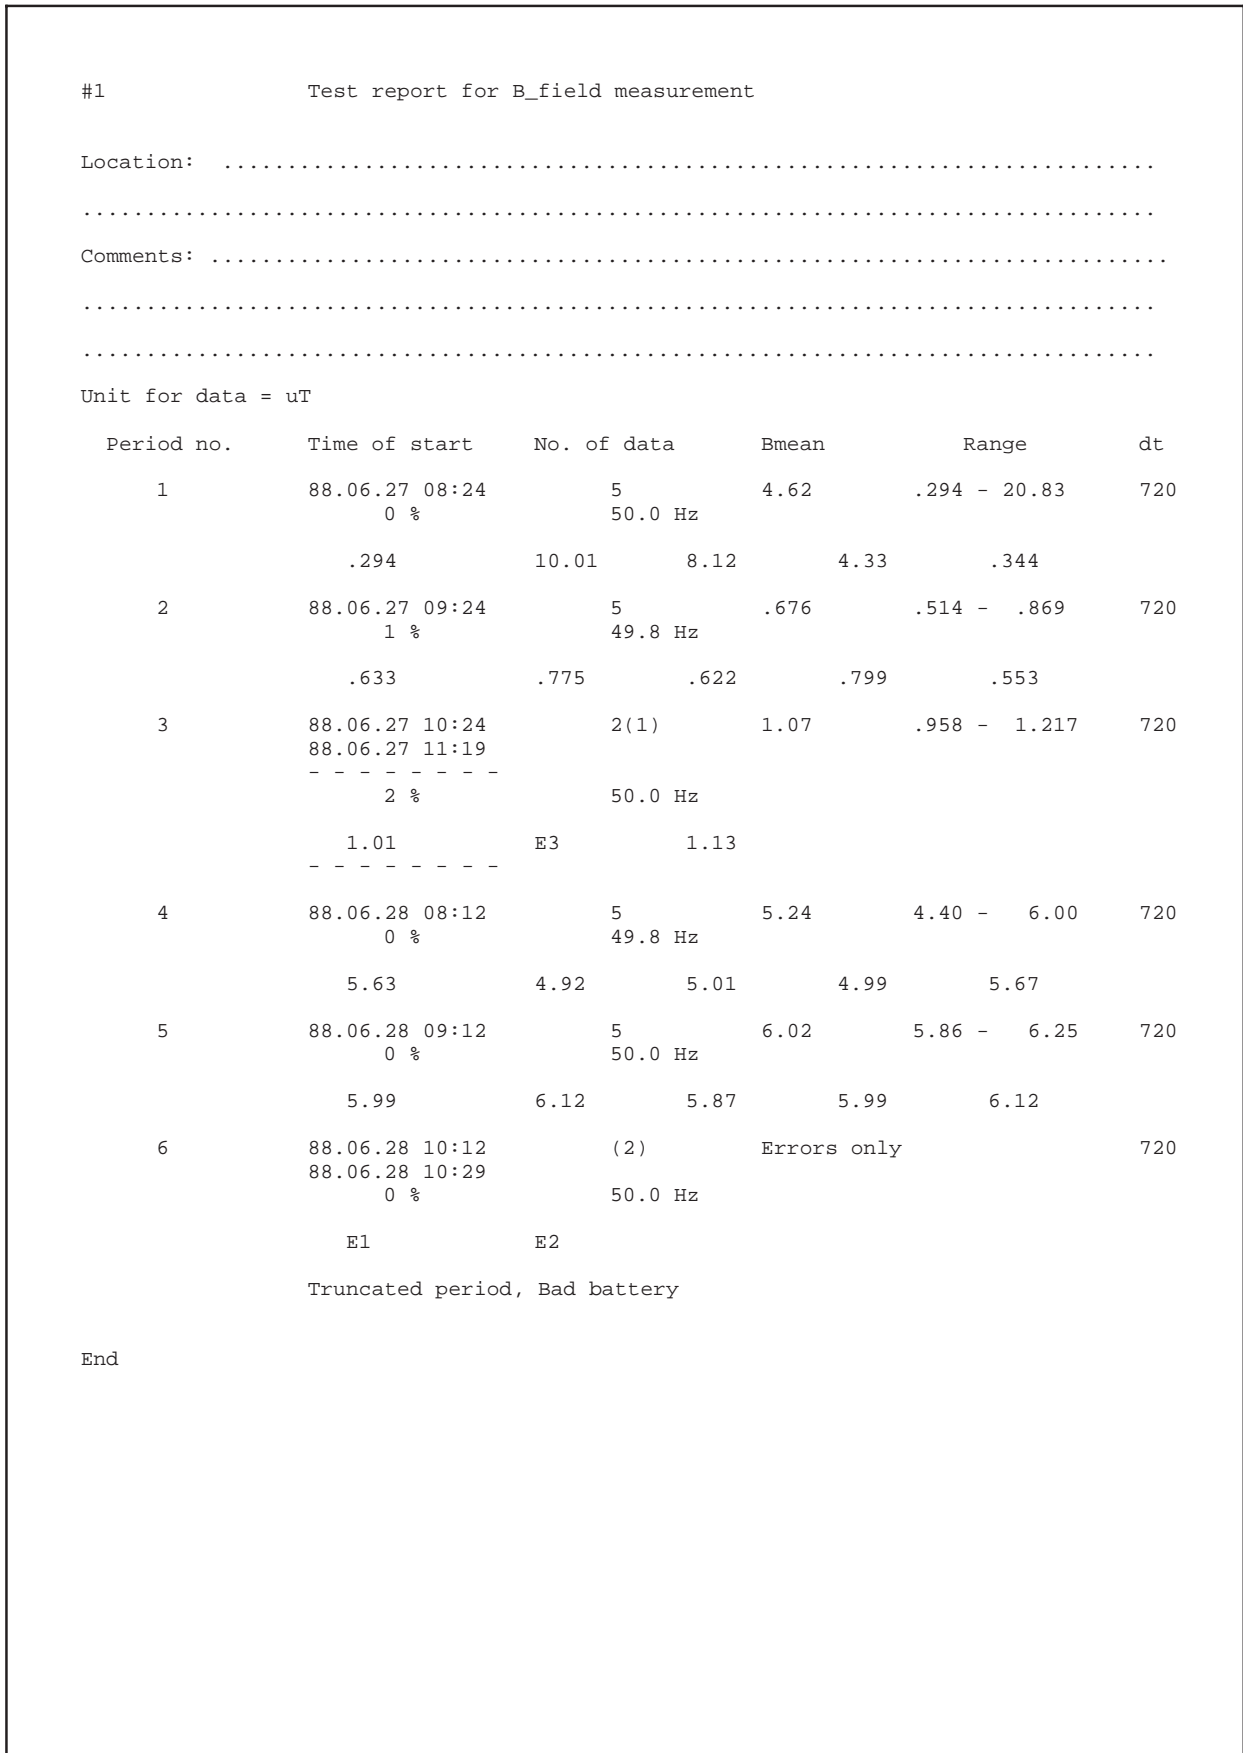 #1 Test report for B_field measurement
Location: .........................................................................
....................................................................................
Comments: ...........................................................................
....................................................................................
....................................................................................
Unit for data = uT
Period no. Time of start No. of data Bmean Range dt
1 88.06.27 08:24 5 4.62 .294 - 20.83 720
0 % 50.0 Hz
.294 10.01 8.12 4.33 .344
2 88.06.27 09:24 5 .676 .514 - .869 720
1 % 49.8 Hz
.633 .775 .622 .799 .553
3 88.06.27 10:24 2(1) 1.07 .958 - 1.217 720
88.06.27 11:19
- - - - - - - -
2 % 50.0 Hz
1.01 E3 1.13
- - - - - - - -
4 88.06.28 08:12 5 5.24 4.40 - 6.00 720
0 % 49.8 Hz
5.63 4.92 5.01 4.99 5.67
5 88.06.28 09:12 5 6.02 5.86 - 6.25 720
0 % 50.0 Hz
5.99 6.12 5.87 5.99 6.12
6 88.06.28 10:12 (2) Errors only 720
88.06.28 10:29
0 % 50.0 Hz
E1 E2
Truncated period, Bad battery
End